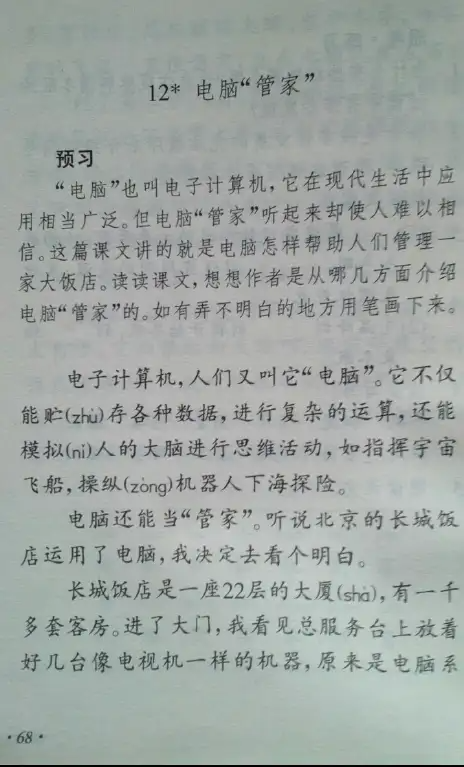 12* 电脑“管家”
预习
“电脑”也叫电子计算机，它在现代生活中应
用相当广泛。但电脑“管家”听起来却使人难以相
信。这篇课文讲的就是电脑怎样帮助人们管理一
家大饭店。读读课文，想想作者是从哪几方面介绍
电脑“管家”的。如有弄不明白的地方用笔画下来。
电子计算机，人们又叫它“电脑”。它不仅
能贮(zhù)存各种数据，进行复杂的运算，还能
模拟(nǐ)人的大脑进行思维活动，如指挥宇宙
飞船，操纵(zòng)机器人下海探险。
电脑还能当“管家”。听说北京的长城饭
店运用了电脑，我决定去看个明白。
长城饭店是一座22层的大厦(shà)，有一千
多套客房。进了大门，我看见总服务台上放着
好几台像电视机一样的机器，原来是电脑系
·68·